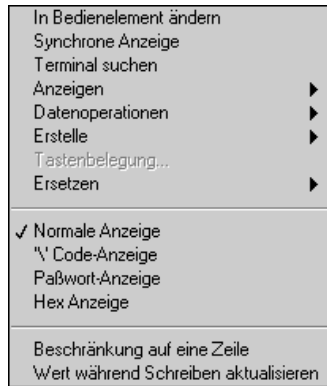 In Bedienelement ändern
Synchrone Anzeige
Terminal suchen
Anzeigen
Datenoperationen
Erstelle
Tastenbelegung...
Ersetzen
Normale Anzeige
'\' Code-Anzeige
Paßwort-Anzeige
Hex Anzeige
Beschränkung auf eine Zeile
Wert während Schreiben aktualisieren